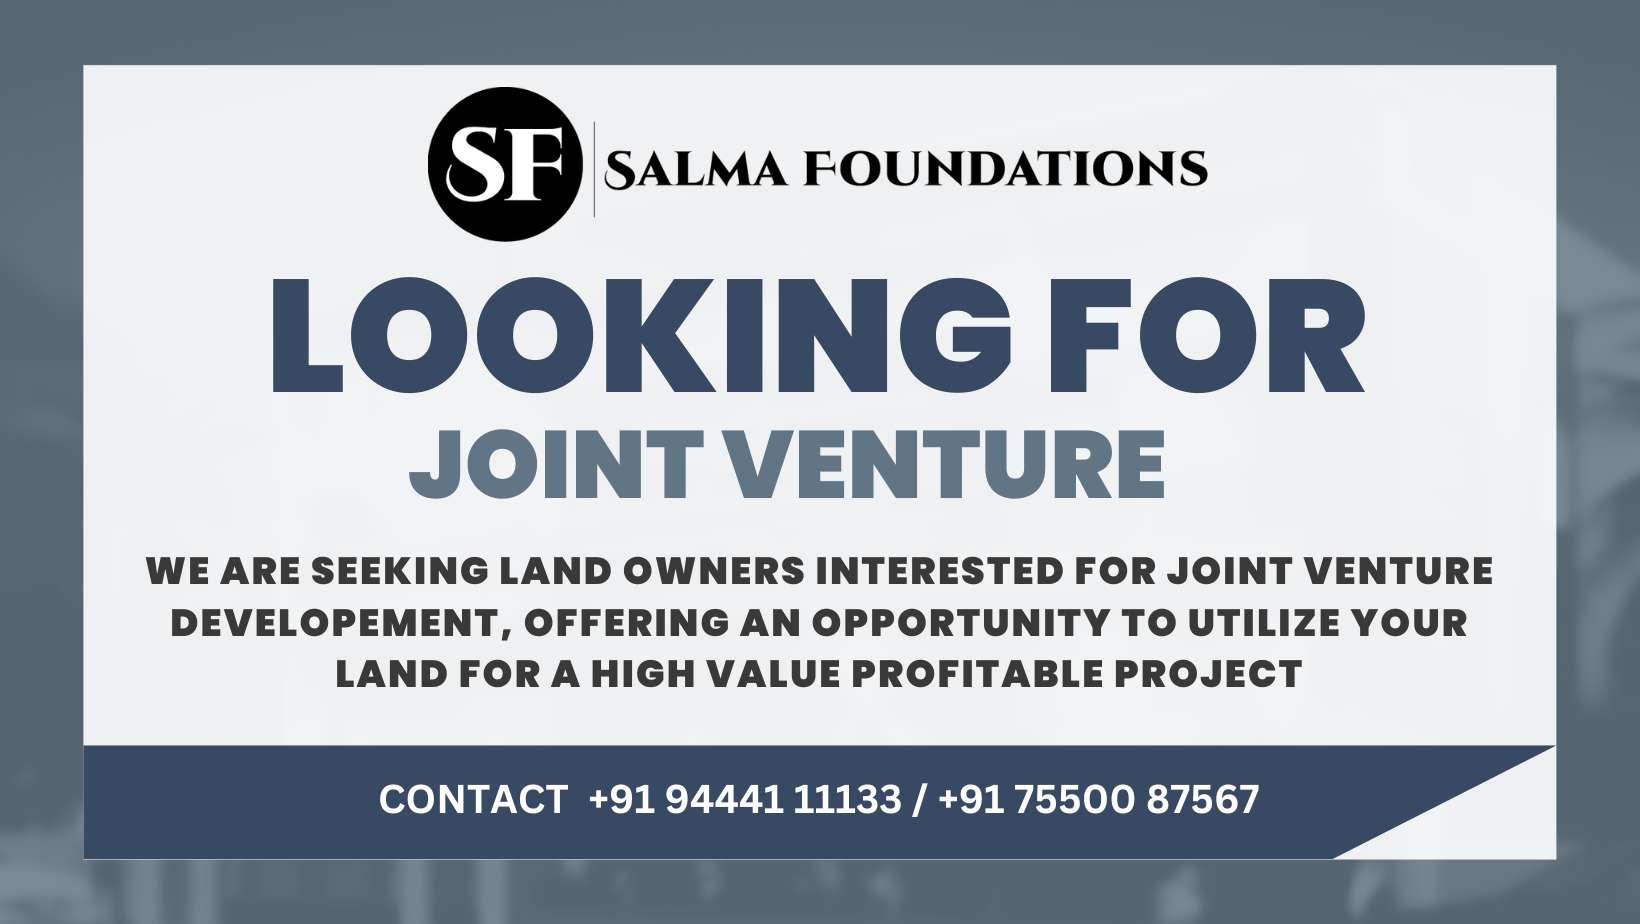 SF
SALMA FOUNDATIONS
LOOKING FOR
JOINT VENTURE
WE ARE SEEKING LAND OWNERS INTERESTED FOR JOINT VENTURE
DEVELOPEMENT, OFFERING AN OPPORTUNITY TO UTILIZE YOUR
LAND FOR A HIGH VALUE PROFITABLE PROJECT
CONTACT +91 94441 11133 / +91 75500 87567